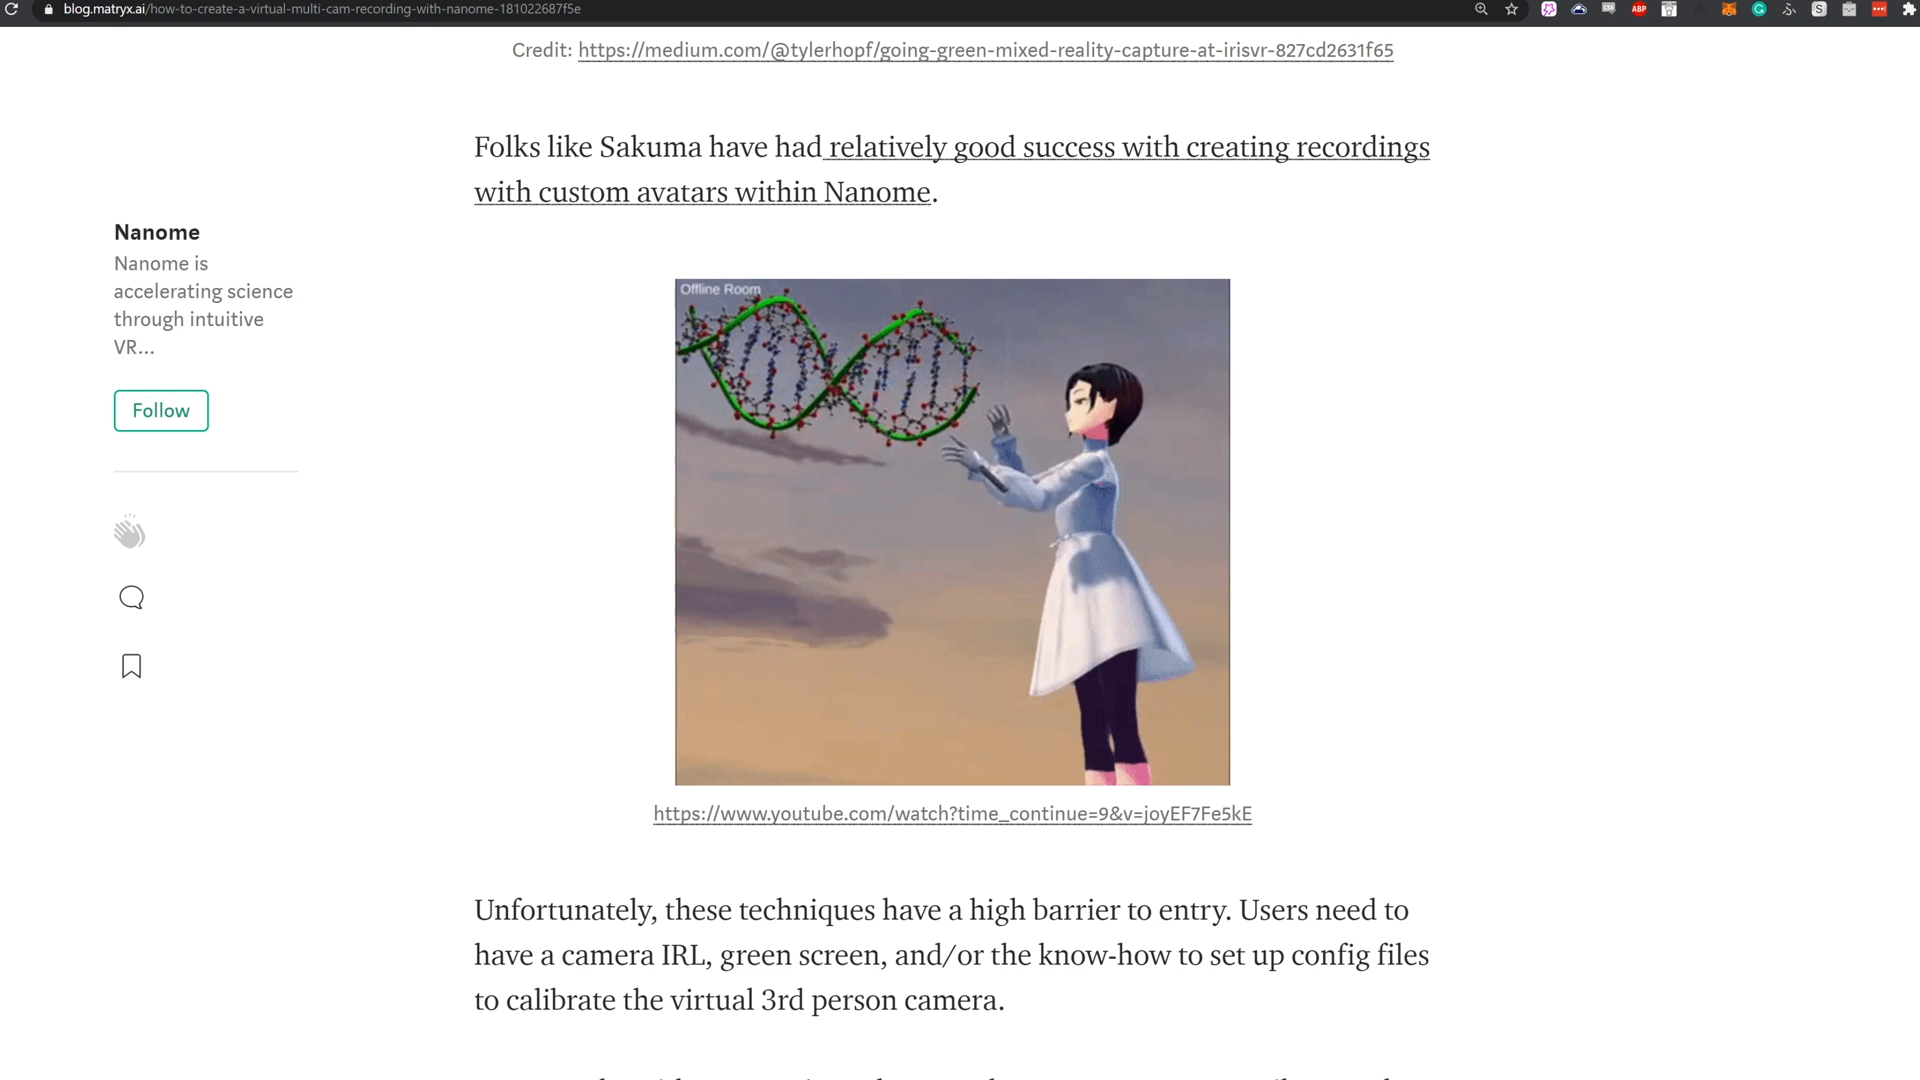 blog.matryx.ai/how-to-create-a-virtual-multi-cam-recording-with-nanome-181022687f5e
Credit: https://medium.com/@tylerhopf/going-green-mixed-reality-capture-at-irisvr-827cd2631f65
Folks like Sakuma have had relatively good success with creating recordings
with custom avatars within Nanome.
Nanome
Nanome is
accelerating science
through intuitive
VR...
Follow
Offline Room
https://www.youtube.com/watch?time_continue=9&v=joyEF7Fe5kE
Unfortunately, these techniques have a high barrier to entry. Users need to
have a camera IRL, green screen, and/or the know-how to set up config files
to calibrate the virtual 3rd person camera.